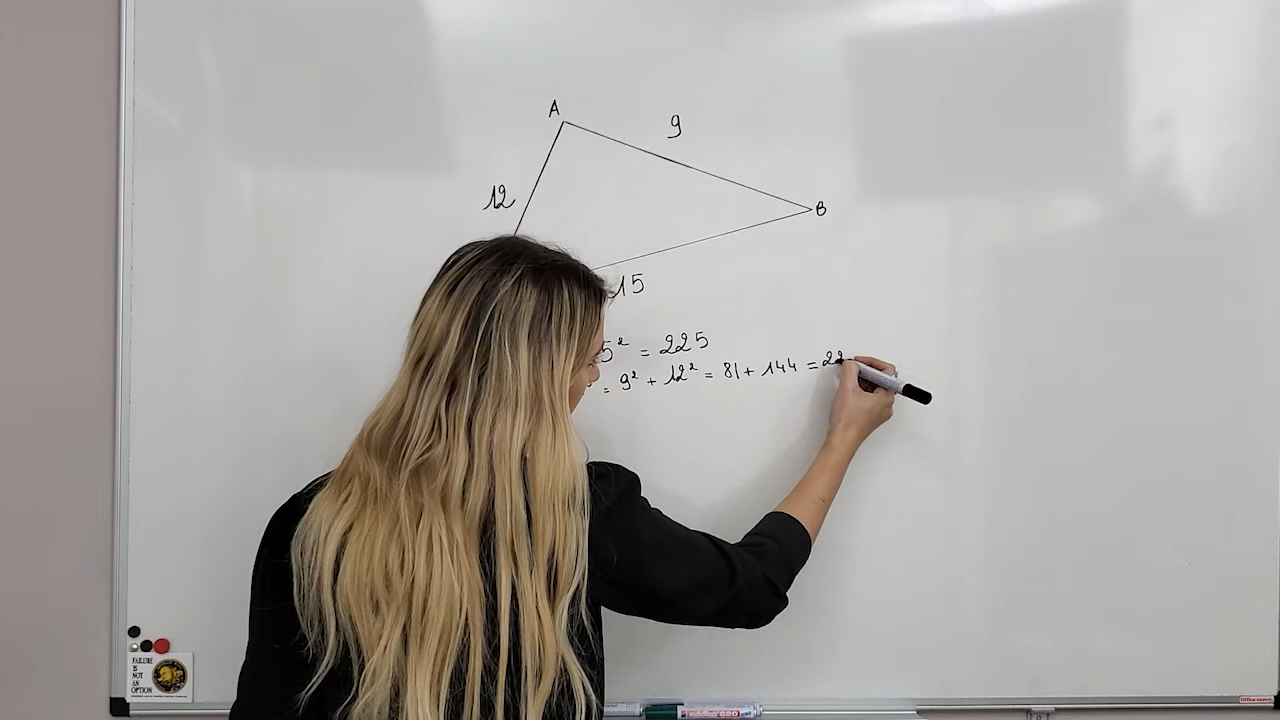 A
9
12
B
15
5² = 225
= 9² + 12² = 81 + 144 = 22
FAILURE
IS
NOT
AN
OPTION